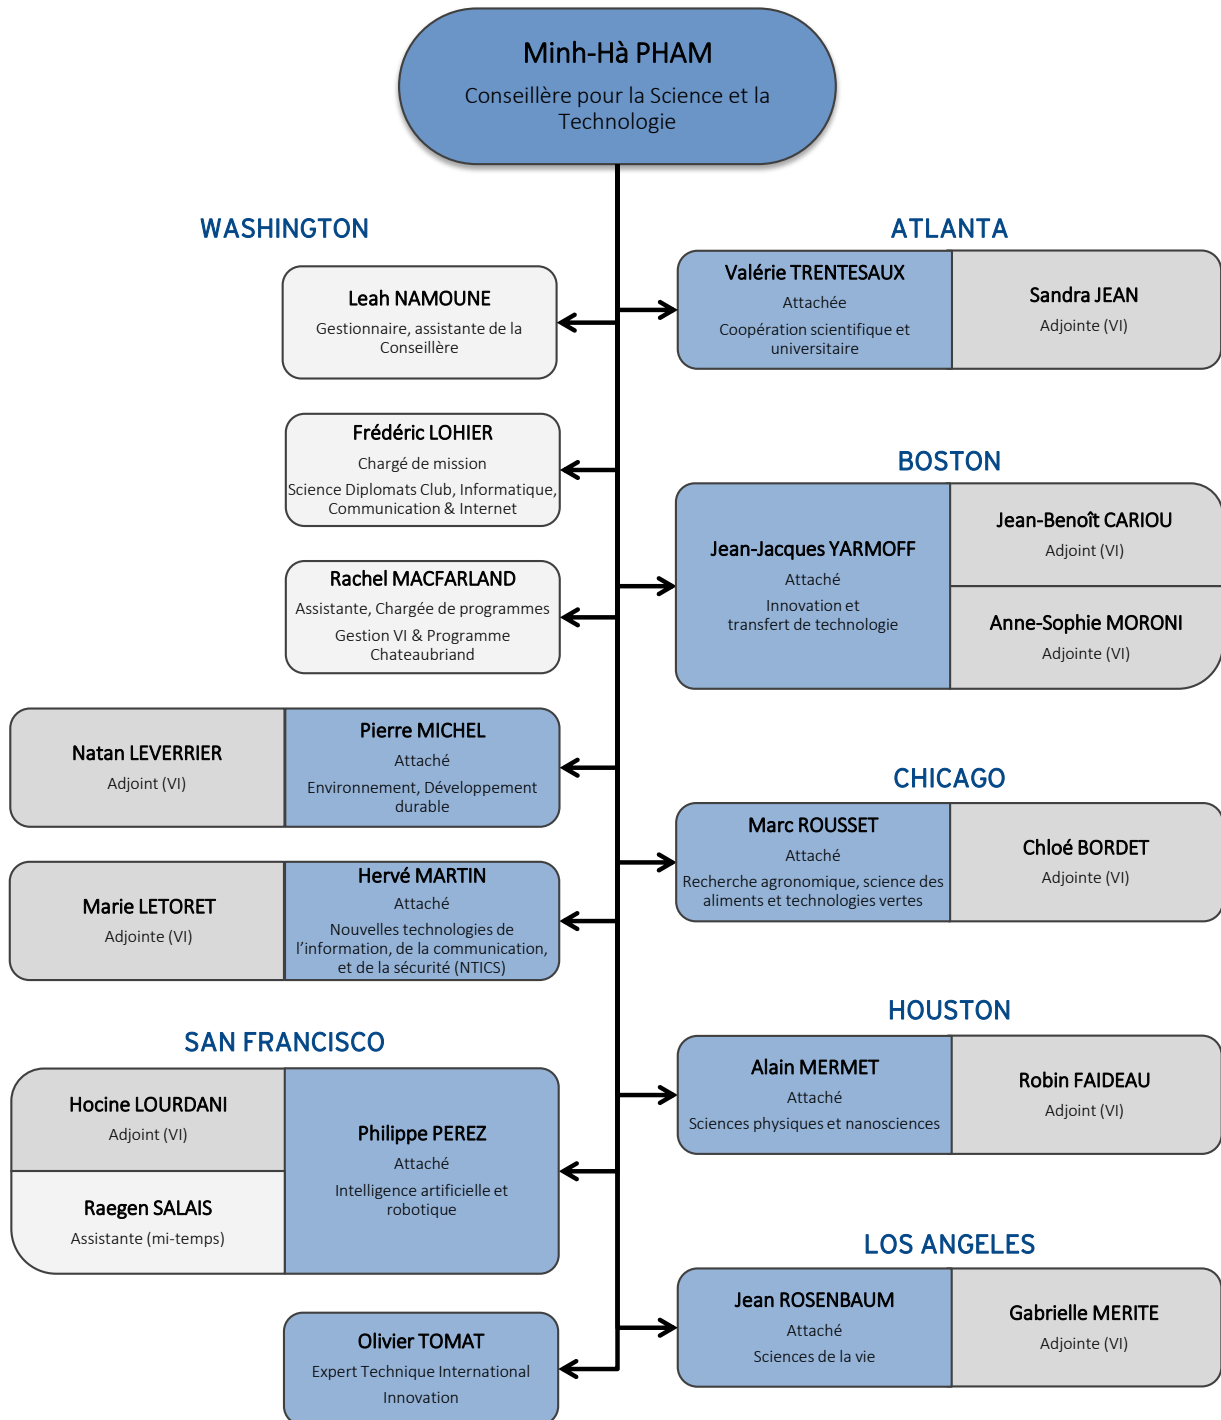 Minh-Hà PHAM
Conseillère pour la Science et la
Technologie
WASHINGTON
Leah NAMOUNE
Gestionnaire, assistante de la
Conseillère
Frédéric LOHIER
Chargé de mission
Science Diplomats Club, Informatique,
Communication & Internet
Rachel MACFARLAND
Assistante, Chargée de programmes
Gestion VI & Programme
Chateaubriand
Natan LEVERRIER
Adjoint (VI)
Pierre MICHEL
Attaché
Environnement, Développement
durable
Marie LETORET
Adjointe (VI)
Hervé MARTIN
Attaché
Nouvelles technologies de
l’information, de la communication,
et de la sécurité (NTICS)
SAN FRANCISCO
Hocine LOURDANI
Adjoint (VI)
Raegen SALAIS
Assistante (mi-temps)
Philippe PEREZ
Attaché
Intelligence artificielle et
robotique
Olivier TOMAT
Expert Technique International
Innovation
ATLANTA
Valérie TRENTESAUX
Attachée
Coopération scientifique et
universitaire
Sandra JEAN
Adjointe (VI)
BOSTON
Jean-Jacques YARMOFF
Attaché
Innovation et
transfert de technologie
Jean-Benoît CARIOU
Adjoint (VI)
Anne-Sophie MORONI
Adjointe (VI)
CHICAGO
Marc ROUSSET
Attaché
Recherche agronomique, science des
aliments et technologies vertes
Chloé BORDET
Adjointe (VI)
HOUSTON
Alain MERMET
Attaché
Sciences physiques et nanosciences
Robin FAIDEAU
Adjoint (VI)
LOS ANGELES
Jean ROSENBAUM
Attaché
Sciences de la vie
Gabrielle MERITE
Adjointe (VI)